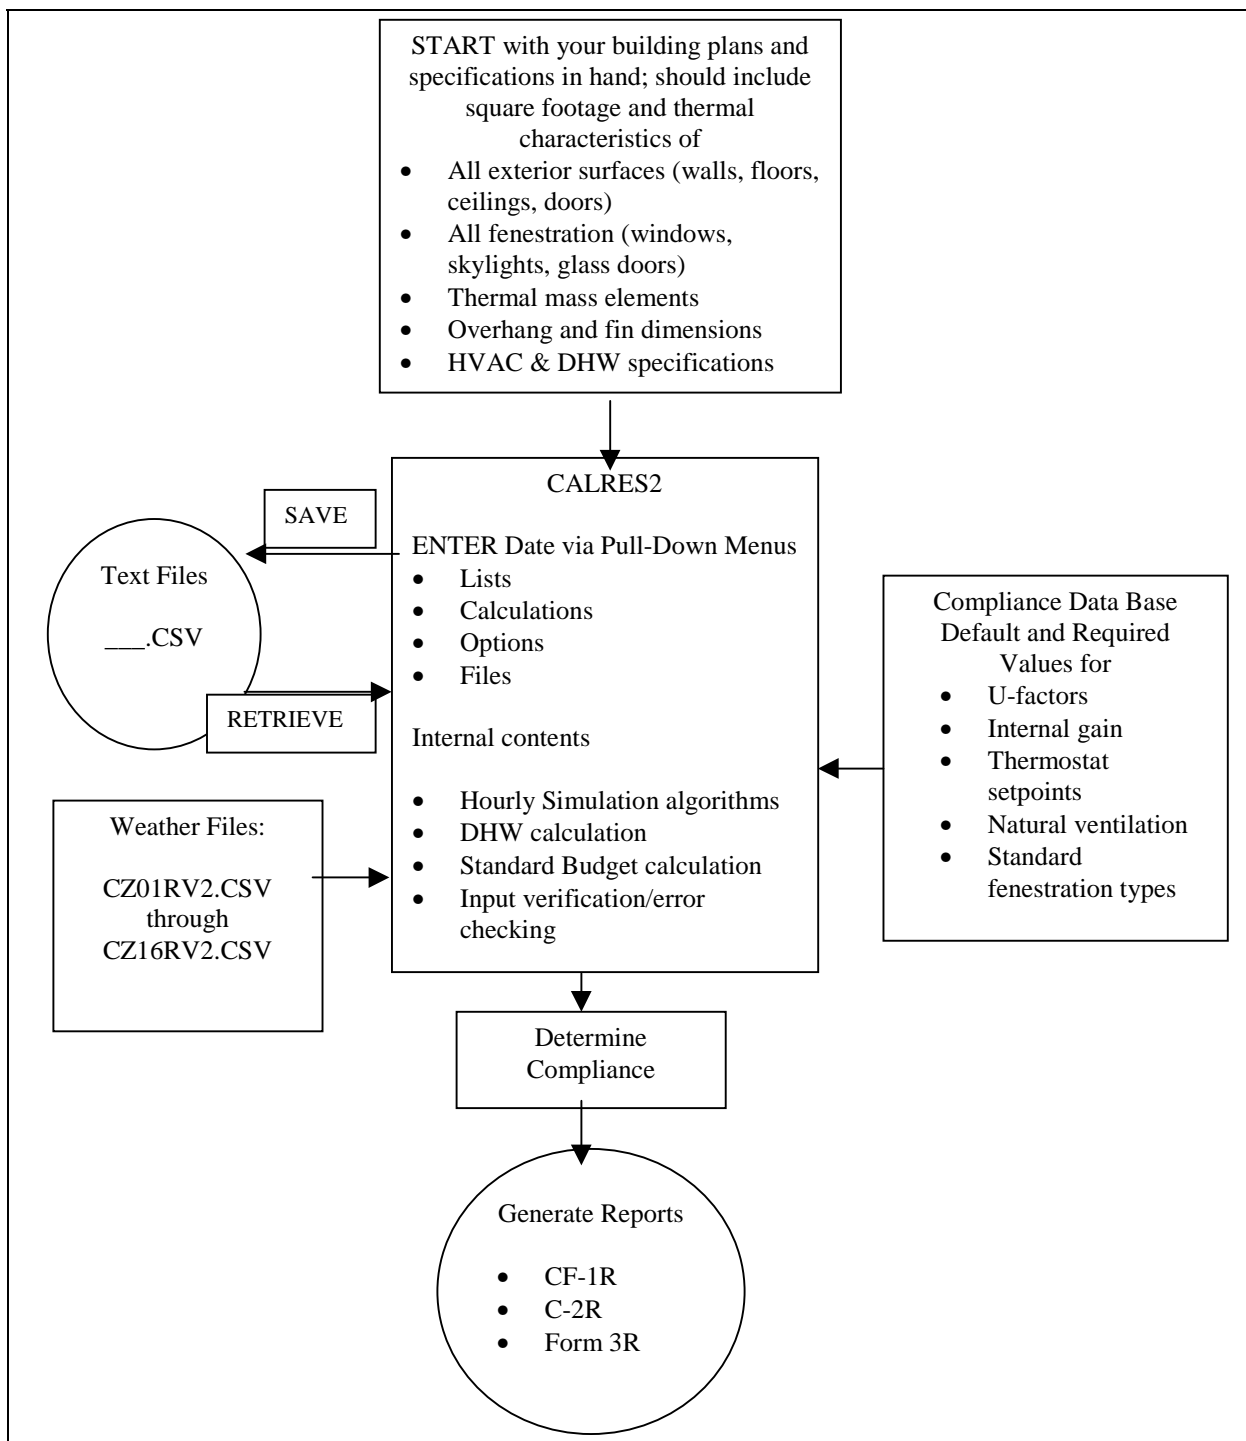 START with your building plans and
specifications in hand; should include
square footage and thermal
characteristics of
• All exterior surfaces (walls, floors,
ceilings, doors)
• All fenestration (windows,
skylights, glass doors)
• Thermal mass elements
• Overhang and fin dimensions
• HVAC & DHW specifications
SAVE
Text Files
___.CSV
RETRIEVE
CALRES2
ENTER Date via Pull-Down Menus
• Lists
• Calculations
• Options
• Files
Internal contents
• Hourly Simulation algorithms
• DHW calculation
• Standard Budget calculation
• Input verification/error
checking
Compliance Data Base
Default and Required
Values for
• U-factors
• Internal gain
• Thermostat
setpoints
• Natural ventilation
• Standard
fenestration types
Weather Files:
CZ01RV2.CSV
through
CZ16RV2.CSV
Determine
Compliance
Generate Reports
• CF-1R
• C-2R
• Form 3R